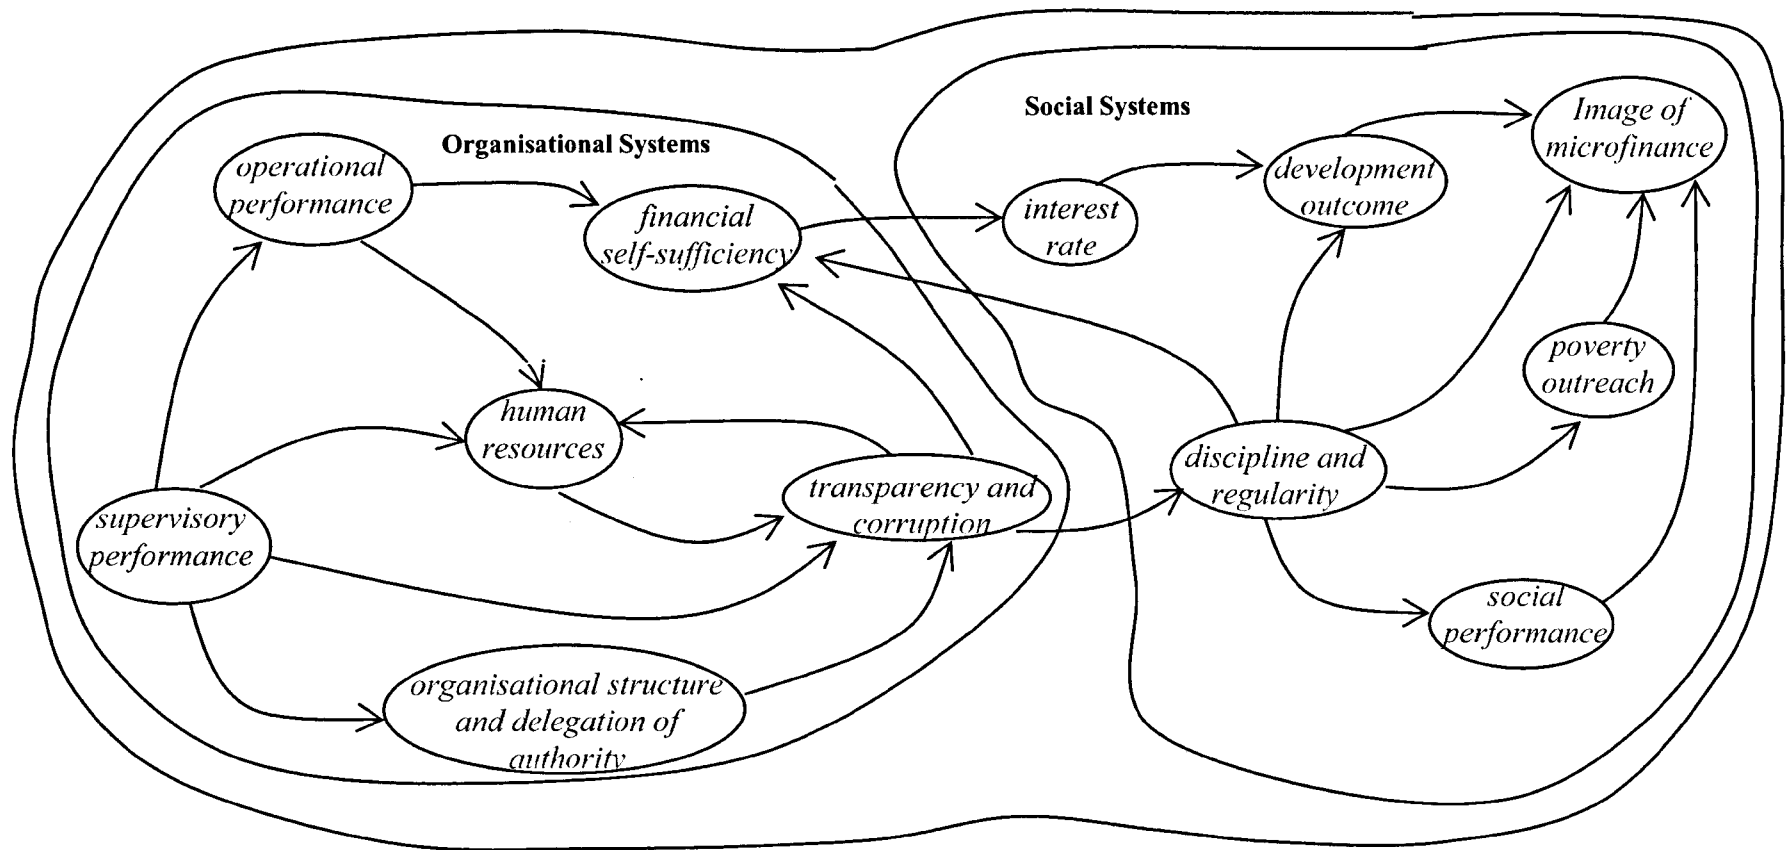 Organisational Systems
Social Systems
operational
performance
financial
self-sufficiency
interest
rate
development
outcome
Image of
microfinance
poverty
outreach
human
resources
transparency and
corruption
discipline and
regularity
supervisory
performance
social
performance
organisational structure
and delegation of
authority